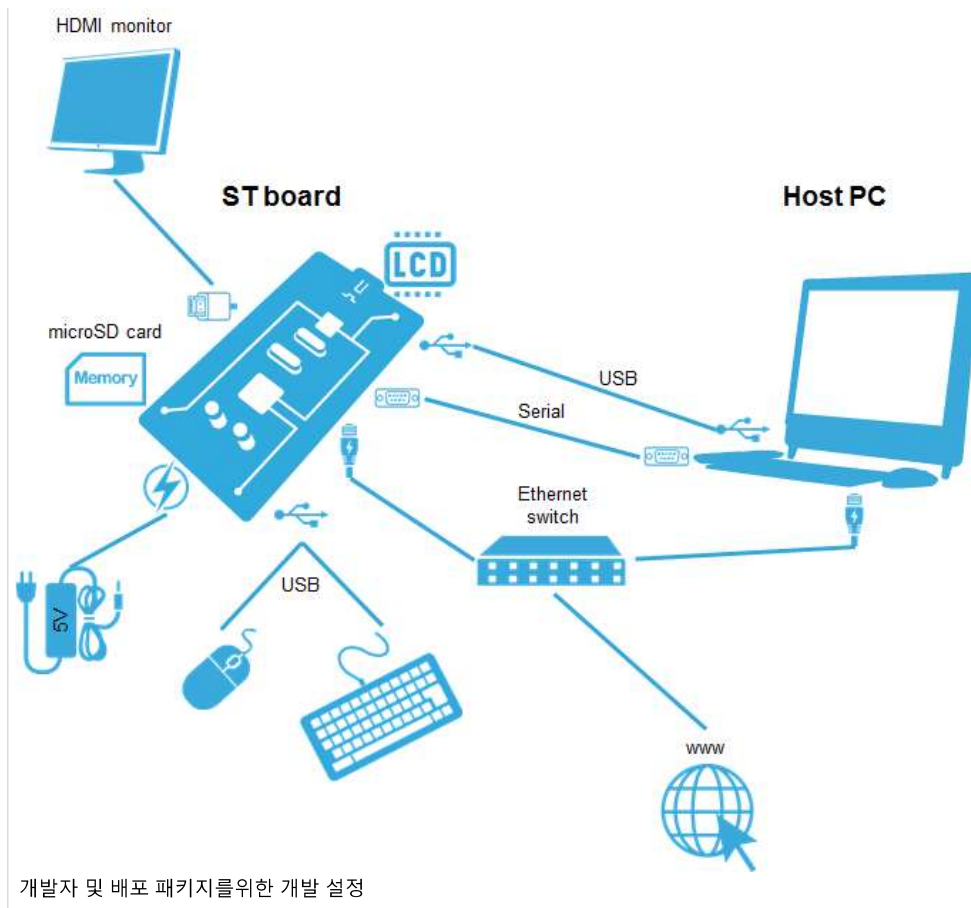 HDMI monitor
ST board
Host PC
LCD
microSD card
Memory
USB
Serial
Ethernet
switch
5V
USB
www
개발자 및 배포 패키지를위한 개발 설정